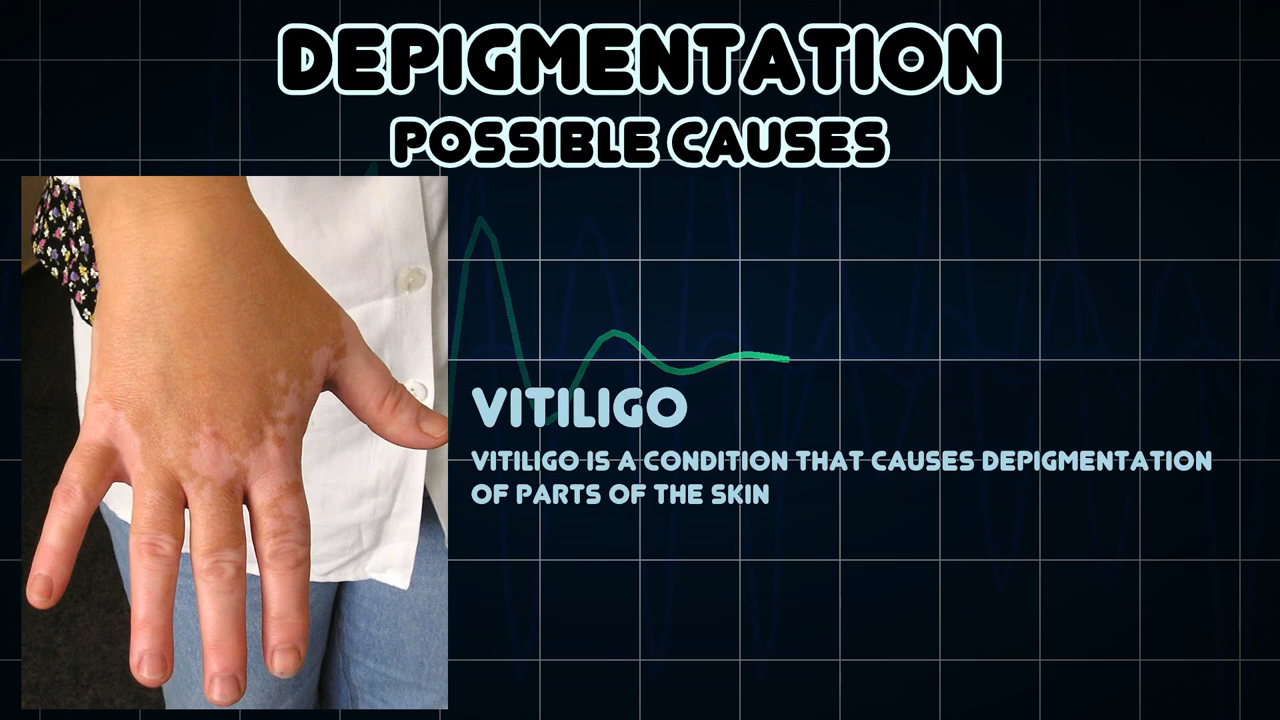 DEPIGMENTATION
POSSIBLE CAUSES
VITILIGO
VITILIGO IS A CONDITION THAT CAUSES DEPIGMENTATION
OF PARTS OF THE SKIN